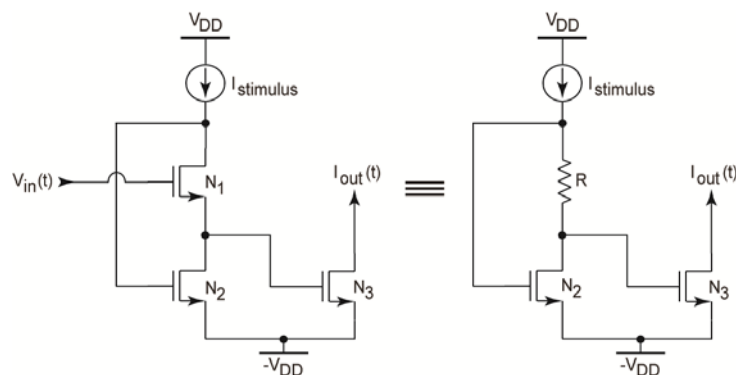 VDD
Istimulus
Vin(t)
N1
N2
N3
Iout(t)
-VDD
VDD
Istimulus
R
Iout(t)
N2
N3
-VDD